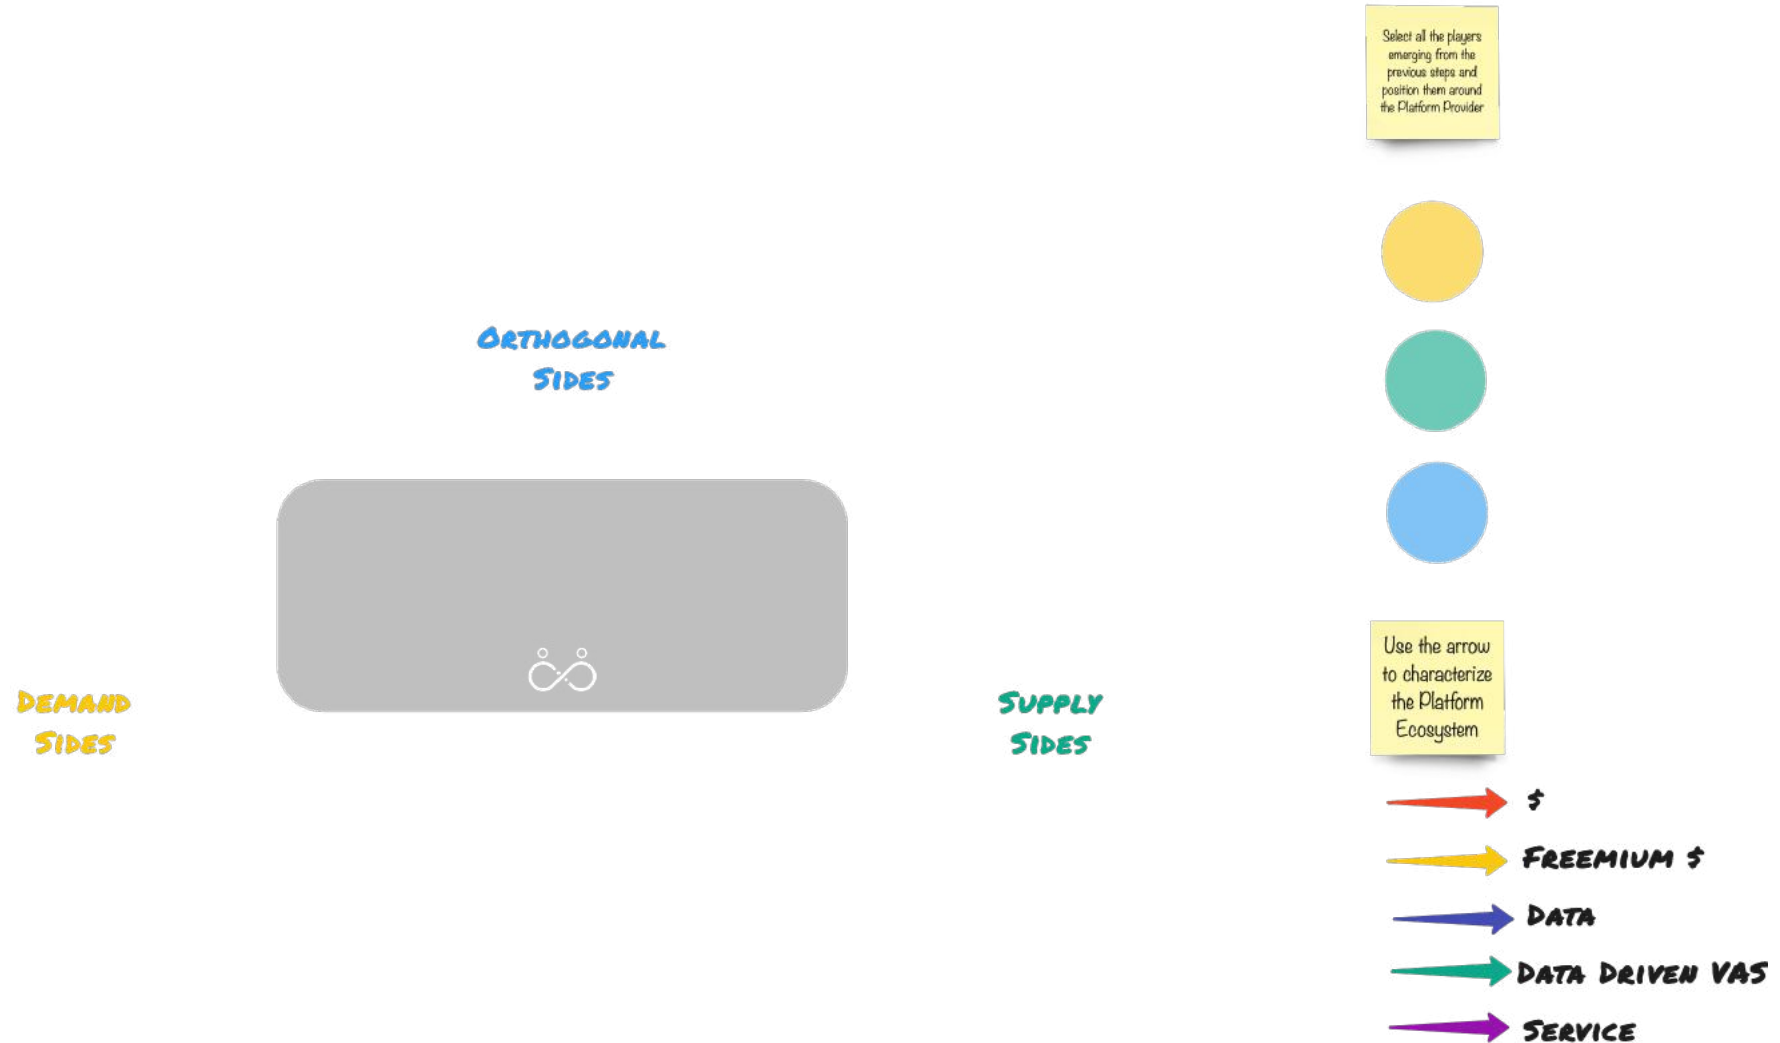 Select all the players
emerging from the
previous steps and
position them around
the Platform Provider
ORTHOGONAL
SIDES
DEMAND
SIDES
SUPPLY
SIDES
Use the arrow
to characterize
the Platform
Ecosystem
$
FREEMIUM $
DATA
DATA DRIVEN VAS
SERVICE